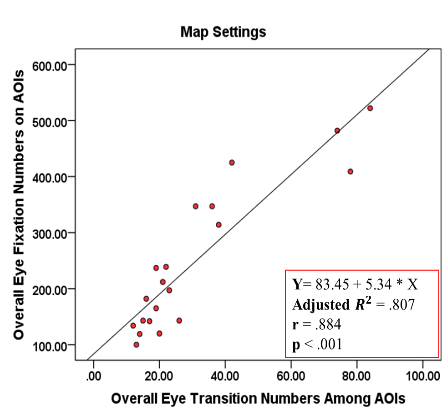 Map Settings
Overall Eye Fixation Numbers on AOIs
600.00
500.00
400.00
300.00
200.00
100.00
Y= 83.45 + 5.34 * X
Adjusted R² = .807
r = .884
p < .001
.00 20.00 40.00 60.00 80.00 100.00
Overall Eye Transition Numbers Among AOIs